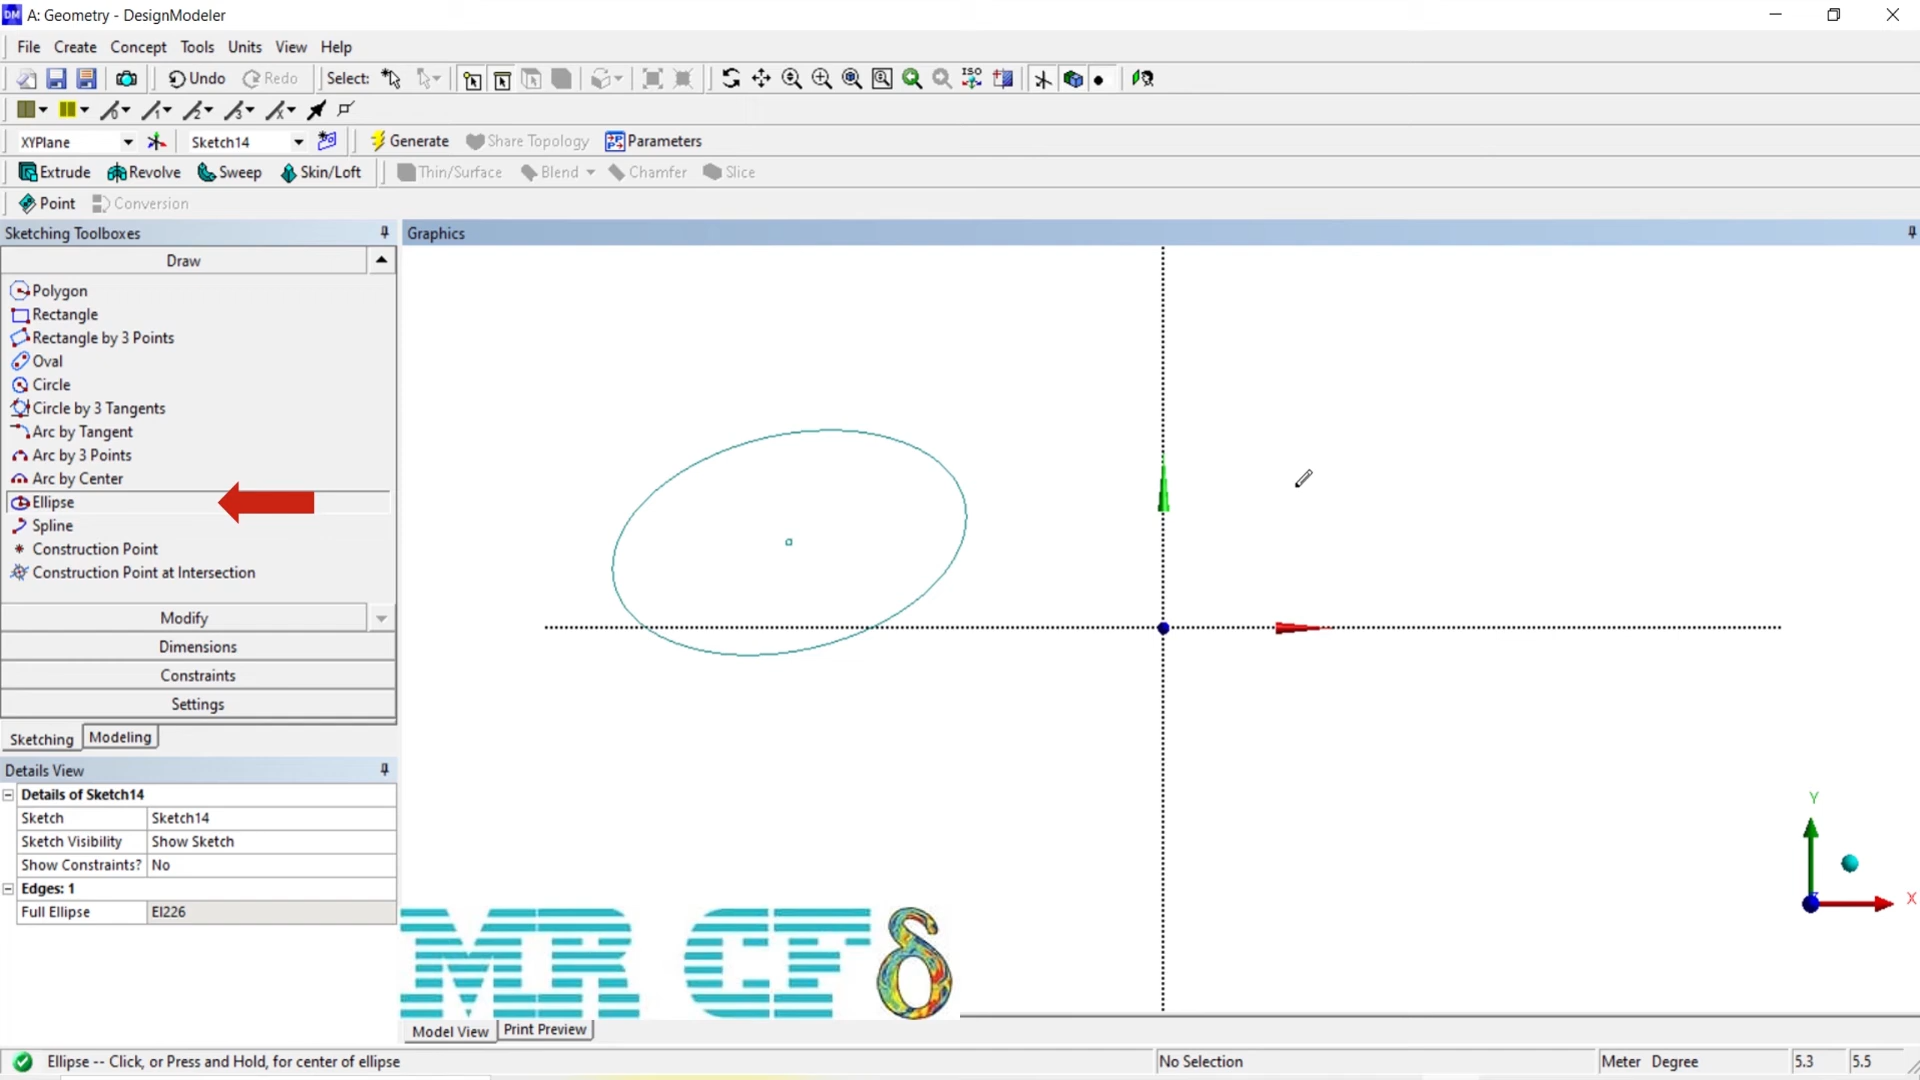 DM A: Geometry - DesignModeler
File Create Concept Tools Units View Help
Undo Redo Select: ISO
XYPlane Sketch14 Generate Share Topology Parameters
Extrude Revolve Sweep Skin/Loft Thin/Surface Blend Chamfer Slice
Point Conversion
Sketching Toolboxes
Graphics
Draw
Polygon
Rectangle
Rectangle by 3 Points
Oval
Circle
Circle by 3 Tangents
Arc by Tangent
Arc by 3 Points
Arc by Center
Ellipse
Spline
Construction Point
Construction Point at Intersection
Modify
Dimensions
Constraints
Settings
Sketching Modeling
Details View
Details of Sketch14
Sketch Sketch14
Sketch Visibility Show Sketch
Show Constraints? No
Edges: 1
Full Ellipse El226
Y
X
MR CFδ
Model View Print Preview
Ellipse -- Click, or Press and Hold, for center of ellipse No Selection Meter Degree 5.3 5.5